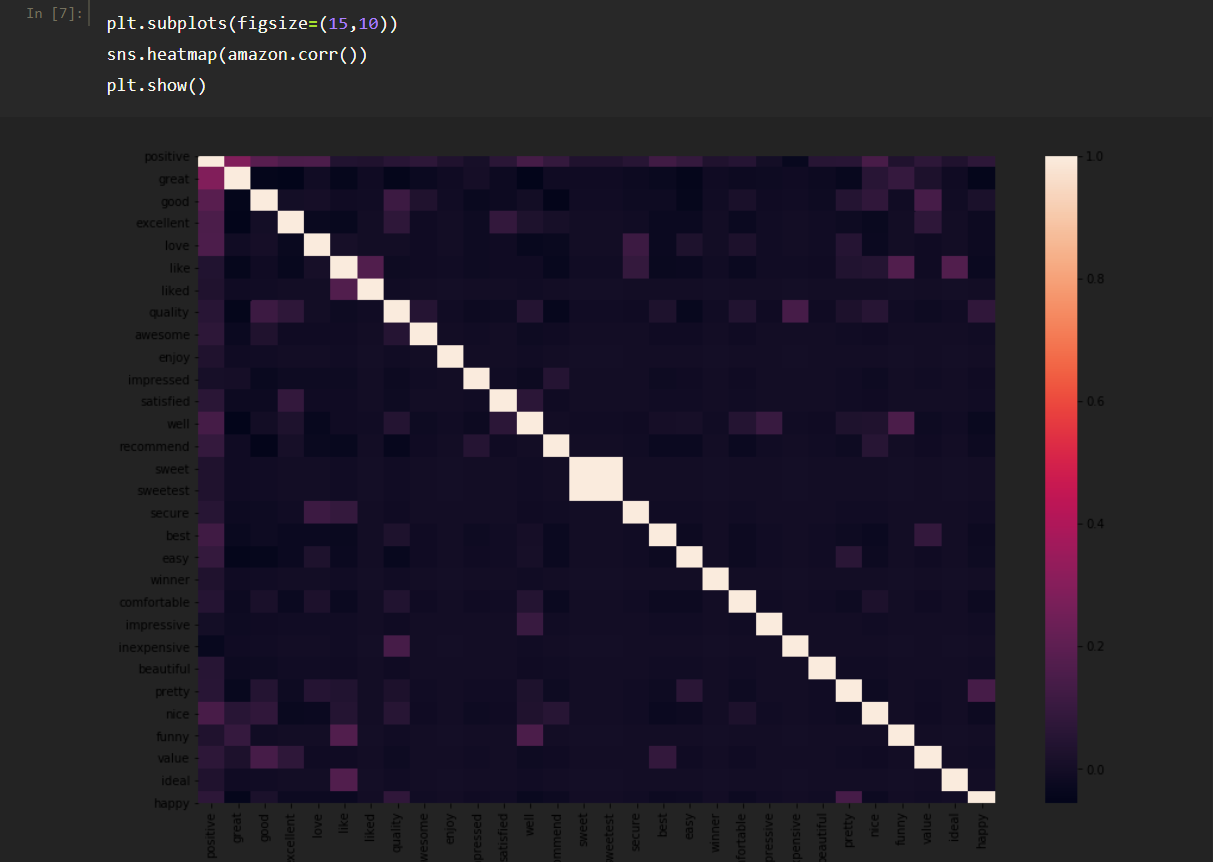 In [7]:
plt.subplots(figsize=(15,10))
sns.heatmap(amazon.corr())
plt.show()
positive
great
good
excellent
love
like
liked
quality
awesome
enjoy
impressed
satisfied
well
recommend
sweet
sweetest
secure
best
easy
winner
comfortable
impressive
inexpensive
beautiful
pretty
nice
funny
value
ideal
happy
1.0
0.8
0.6
0.4
0.2
0.0
positive
great
good
xcellent
love
like
liked
quality
wesome
enjoy
pressed
satisfied
well
mmend
sweet
weetest
secure
best
easy
winner
fortable
pressive
pensive
eautiful
pretty
nice
funny
value
ideal
happy